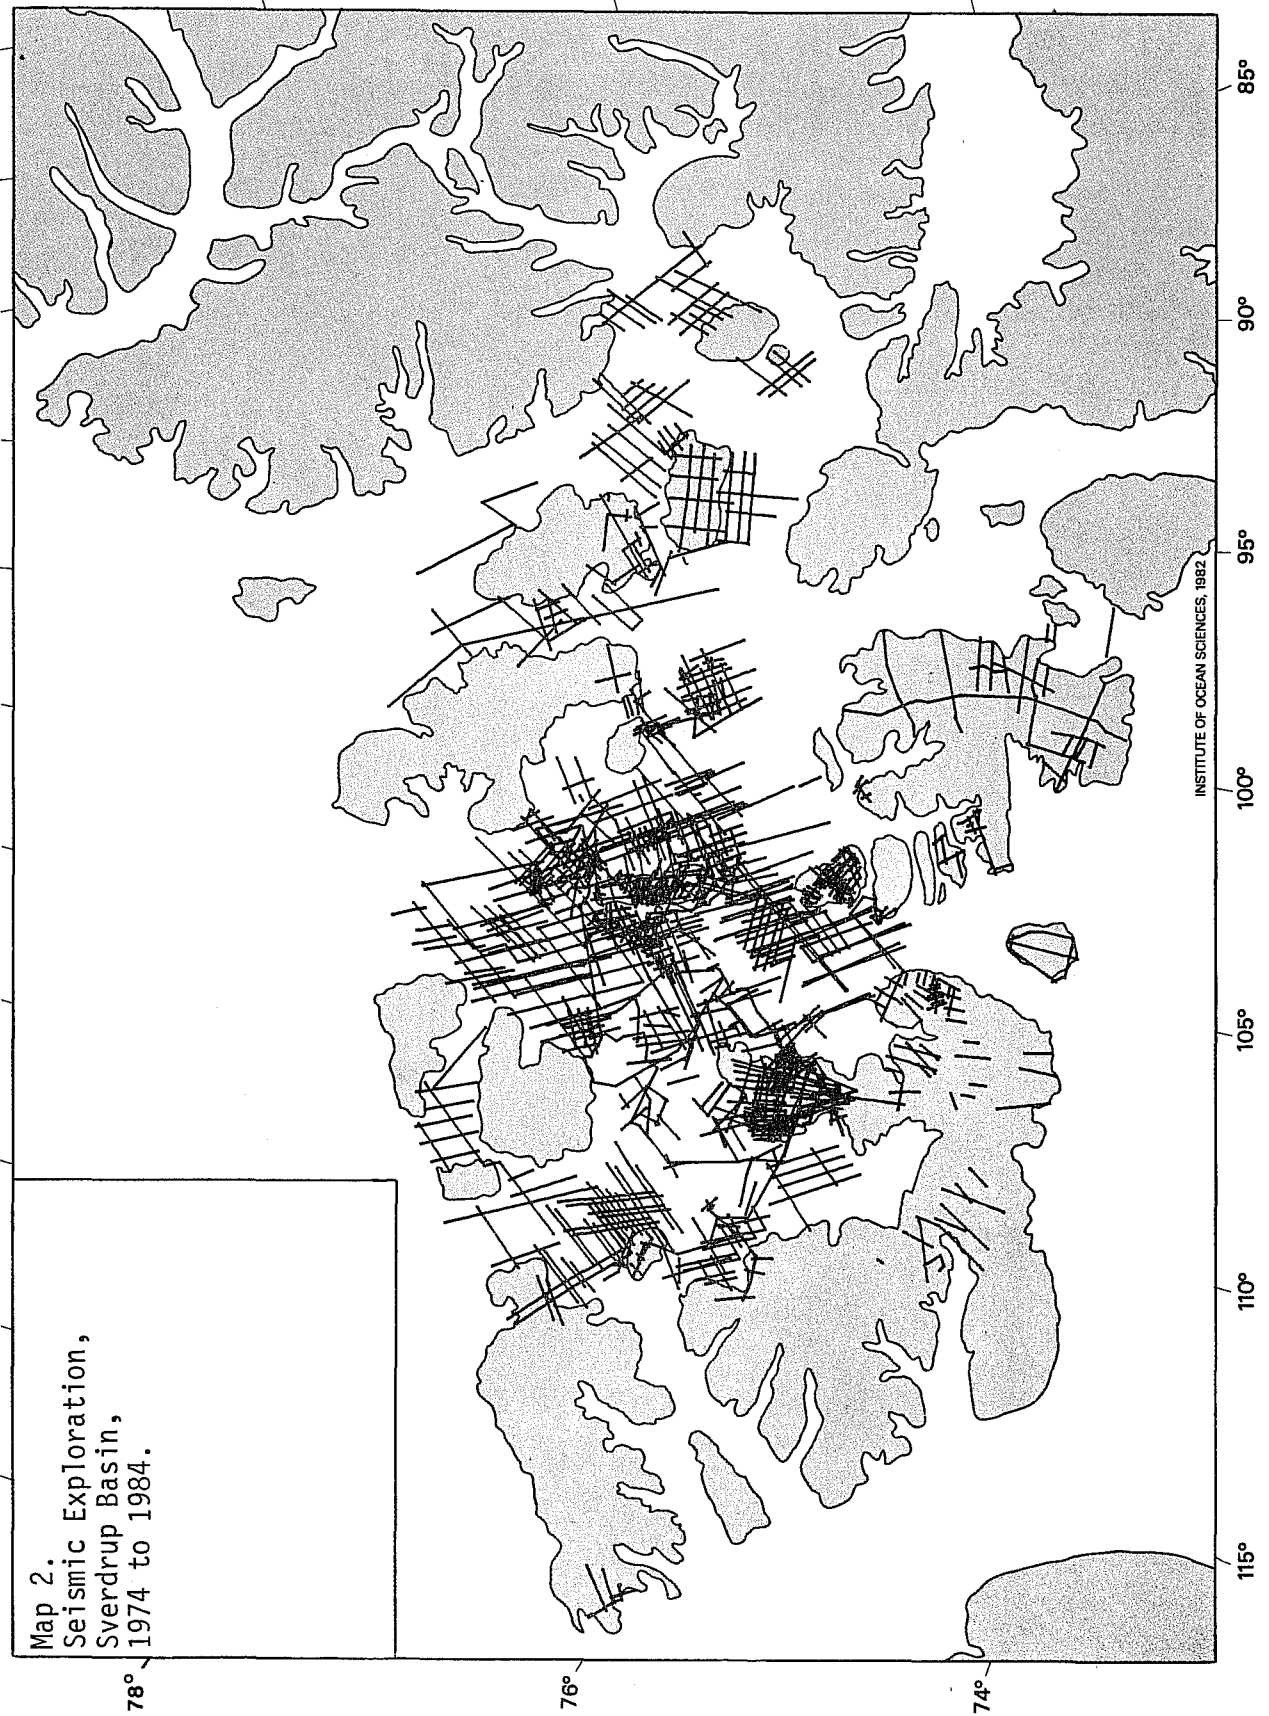 Map 2.
Seismic Exploration,
Sverdrup Basin,
1974 to 1984.
78°
76°
74°
115°
110°
105°
100°
95°
90°
85°
INSTITUTE OF OCEAN SCIENCES, 1982